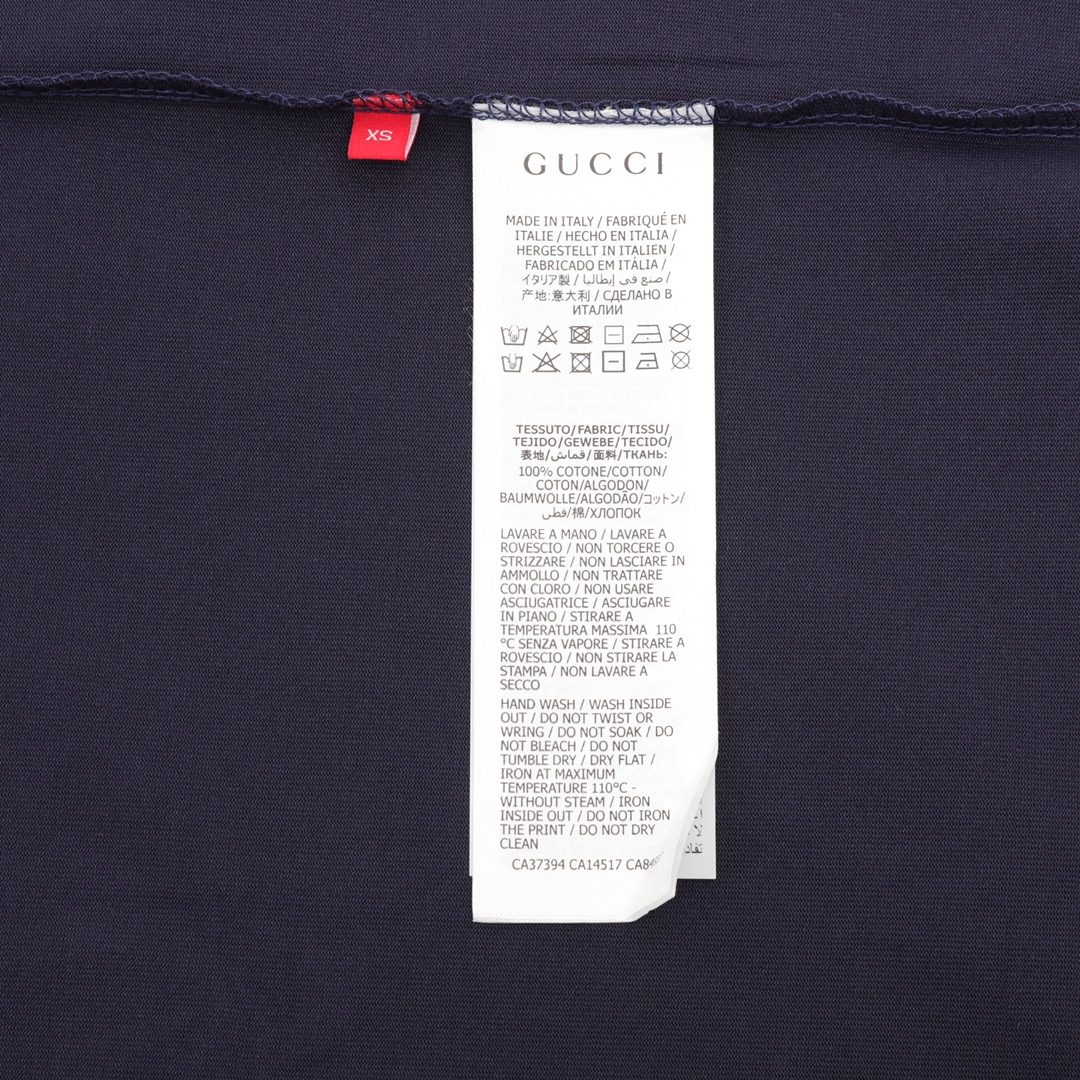 XS
GUCCI
MADE IN ITALY / FABRIQUÉ EN
ITALIE / HECHO EN ITALIA /
HERGESTELLT IN ITALIEN /
FABRICADO EM ITÁLIA /
イタリア製 / صنع في إيطاليا /
产地:意大利 / СДЕЛАНО В
ИТАЛИИ
TESSUTO/FABRIC/TISSU/
TEJIDO/GEWEBE/TECIDO/
表地/قماش/面料/ТКАНЬ:
100% COTONE/COTTON/
COTON/ALGODON/
BAUMWOLLE/ALGODÃO/コットン/
قطن/棉/ХЛОПОК
LAVARE A MANO / LAVARE A
ROVESCIO / NON TORCERE O
STRIZZARE / NON LASCIARE IN
AMMOLLO / NON TRATTARE
CON CLORO / NON USARE
ASCIUGATRICE / ASCIUGARE
IN PIANO / STIRARE A
TEMPERATURA MASSIMA 110
°C SENZA VAPORE / STIRARE A
ROVESCIO / NON STIRARE LA
STAMPA / NON LAVARE A
SECCO
HAND WASH / WASH INSIDE
OUT / DO NOT TWIST OR
WRING / DO NOT SOAK / DO
NOT BLEACH / DO NOT
TUMBLE DRY / DRY FLAT /
IRON AT MAXIMUM
TEMPERATURE 110°C -
WITHOUT STEAM / IRON
INSIDE OUT / DO NOT IRON
THE PRINT / DO NOT DRY
CLEAN
CA37394 CA14517